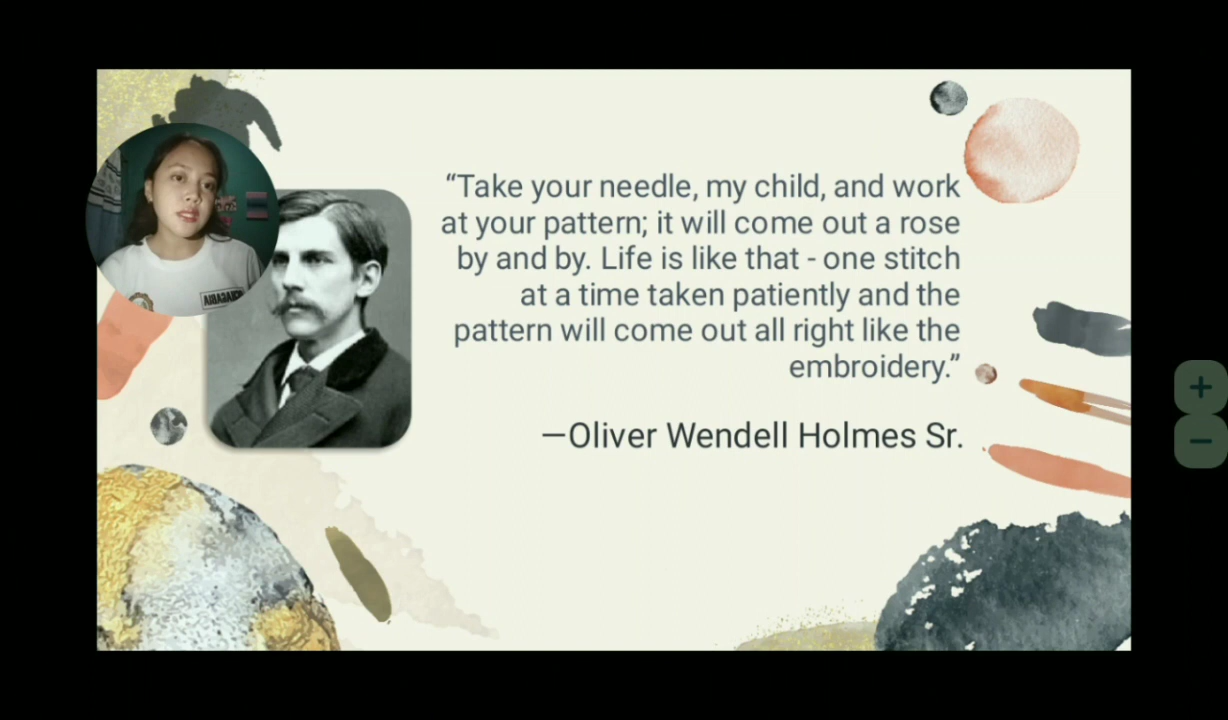 “Take your needle, my child, and work
at your pattern; it will come out a rose
by and by. Life is like that - one stitch
at a time taken patiently and the
pattern will come out all right like the
embroidery.”
—Oliver Wendell Holmes Sr.